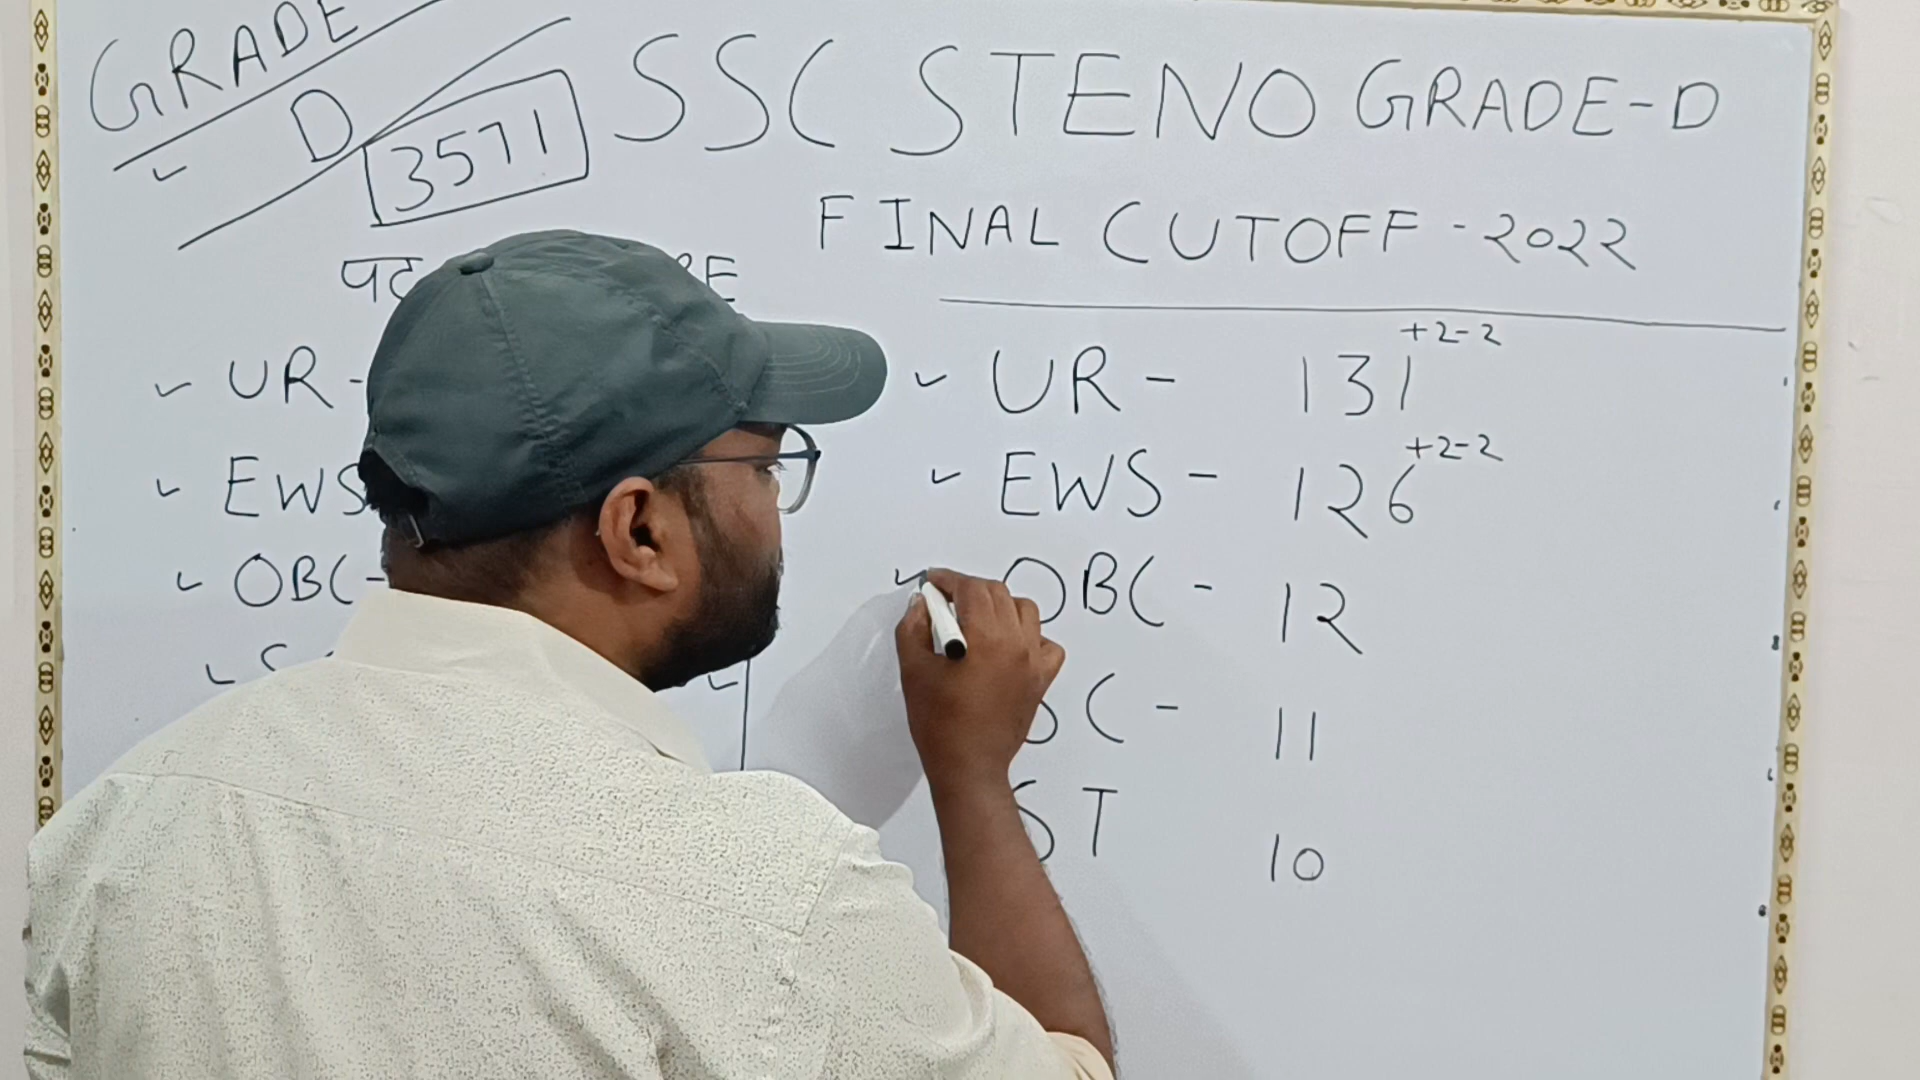 GRADE
D
3571
SSC STENO GRADE-D
FINAL CUTOFF - 2022
UR -
EWS
OBC -
UR - 131 +2-2
EWS - 126 +2-2
OBC - 12
SC - 11
ST 10